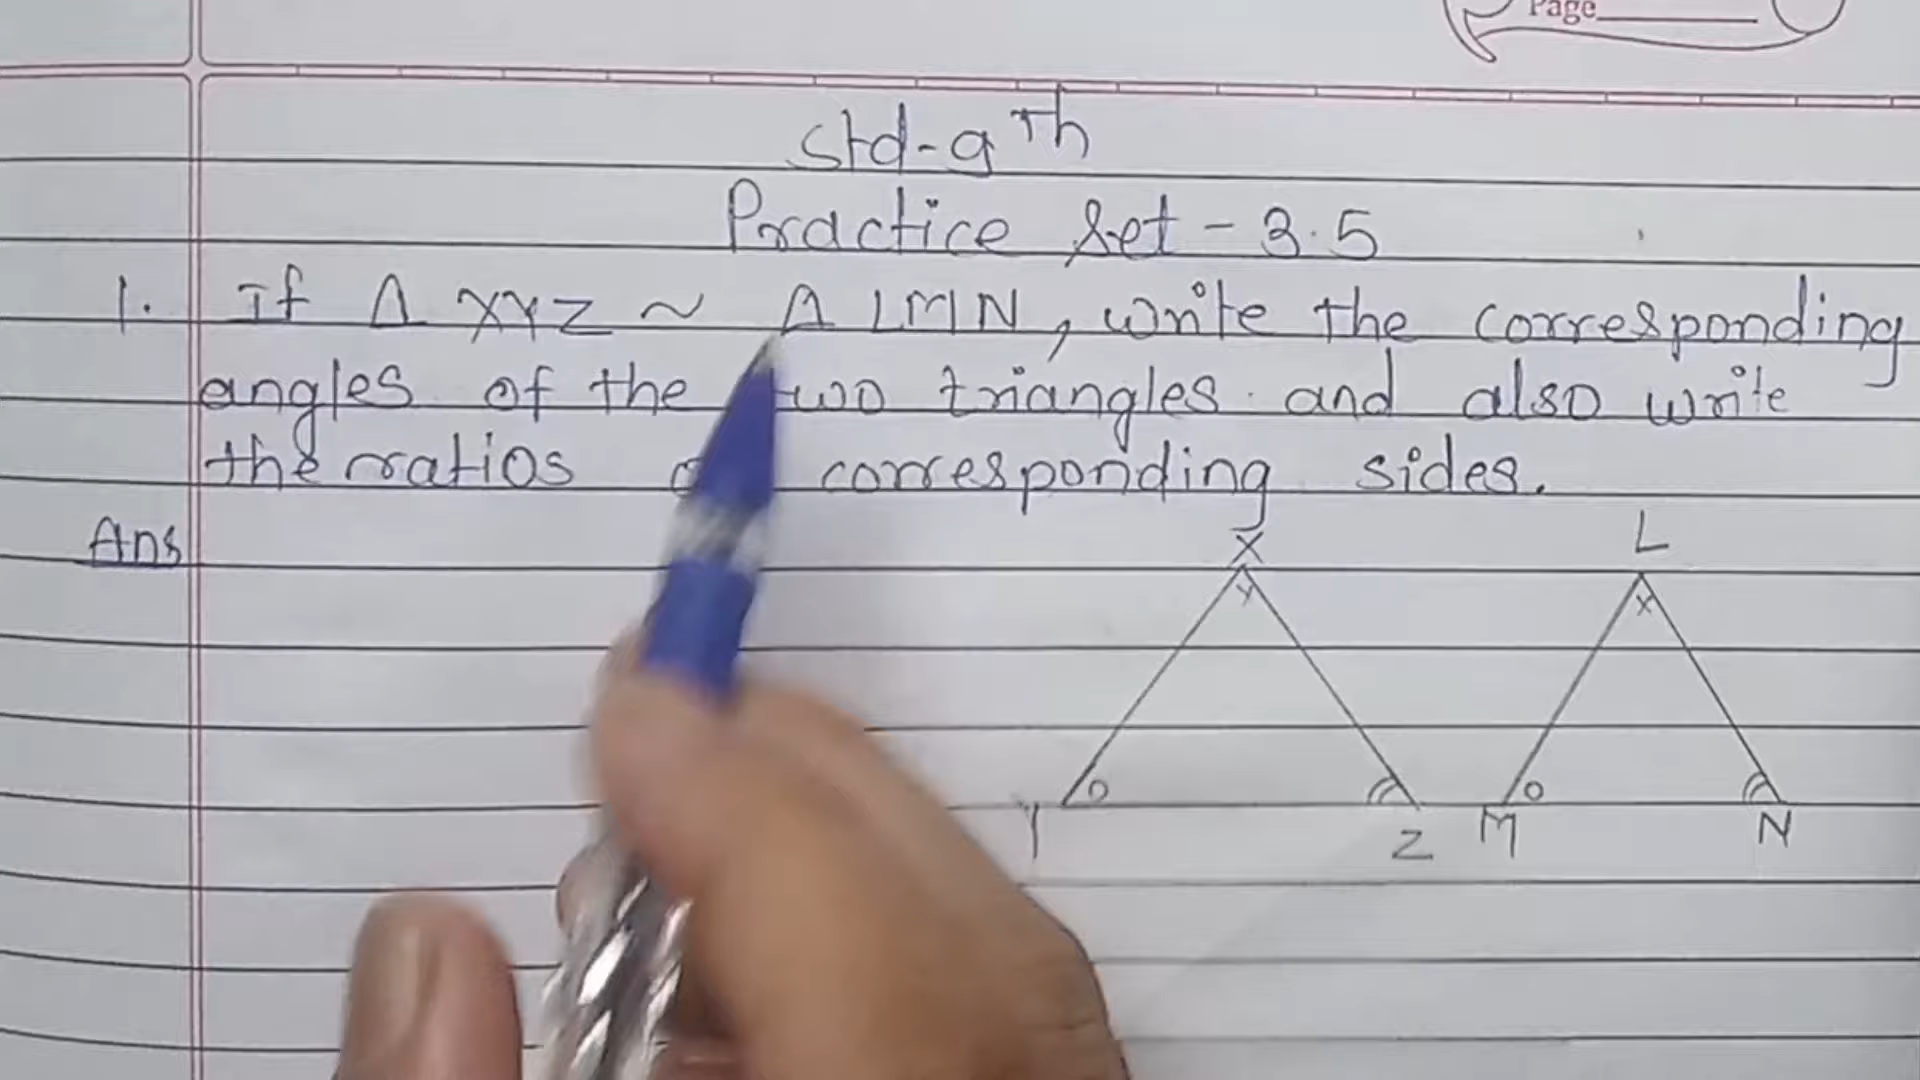 Page
Std-9Th
Practice Set - 3.5
1. If Δ XYZ ~ Δ LMN, write the corresponding
angles of the two triangles and also write
the ratios corresponding sides.
Ans
X L
Y Z M N